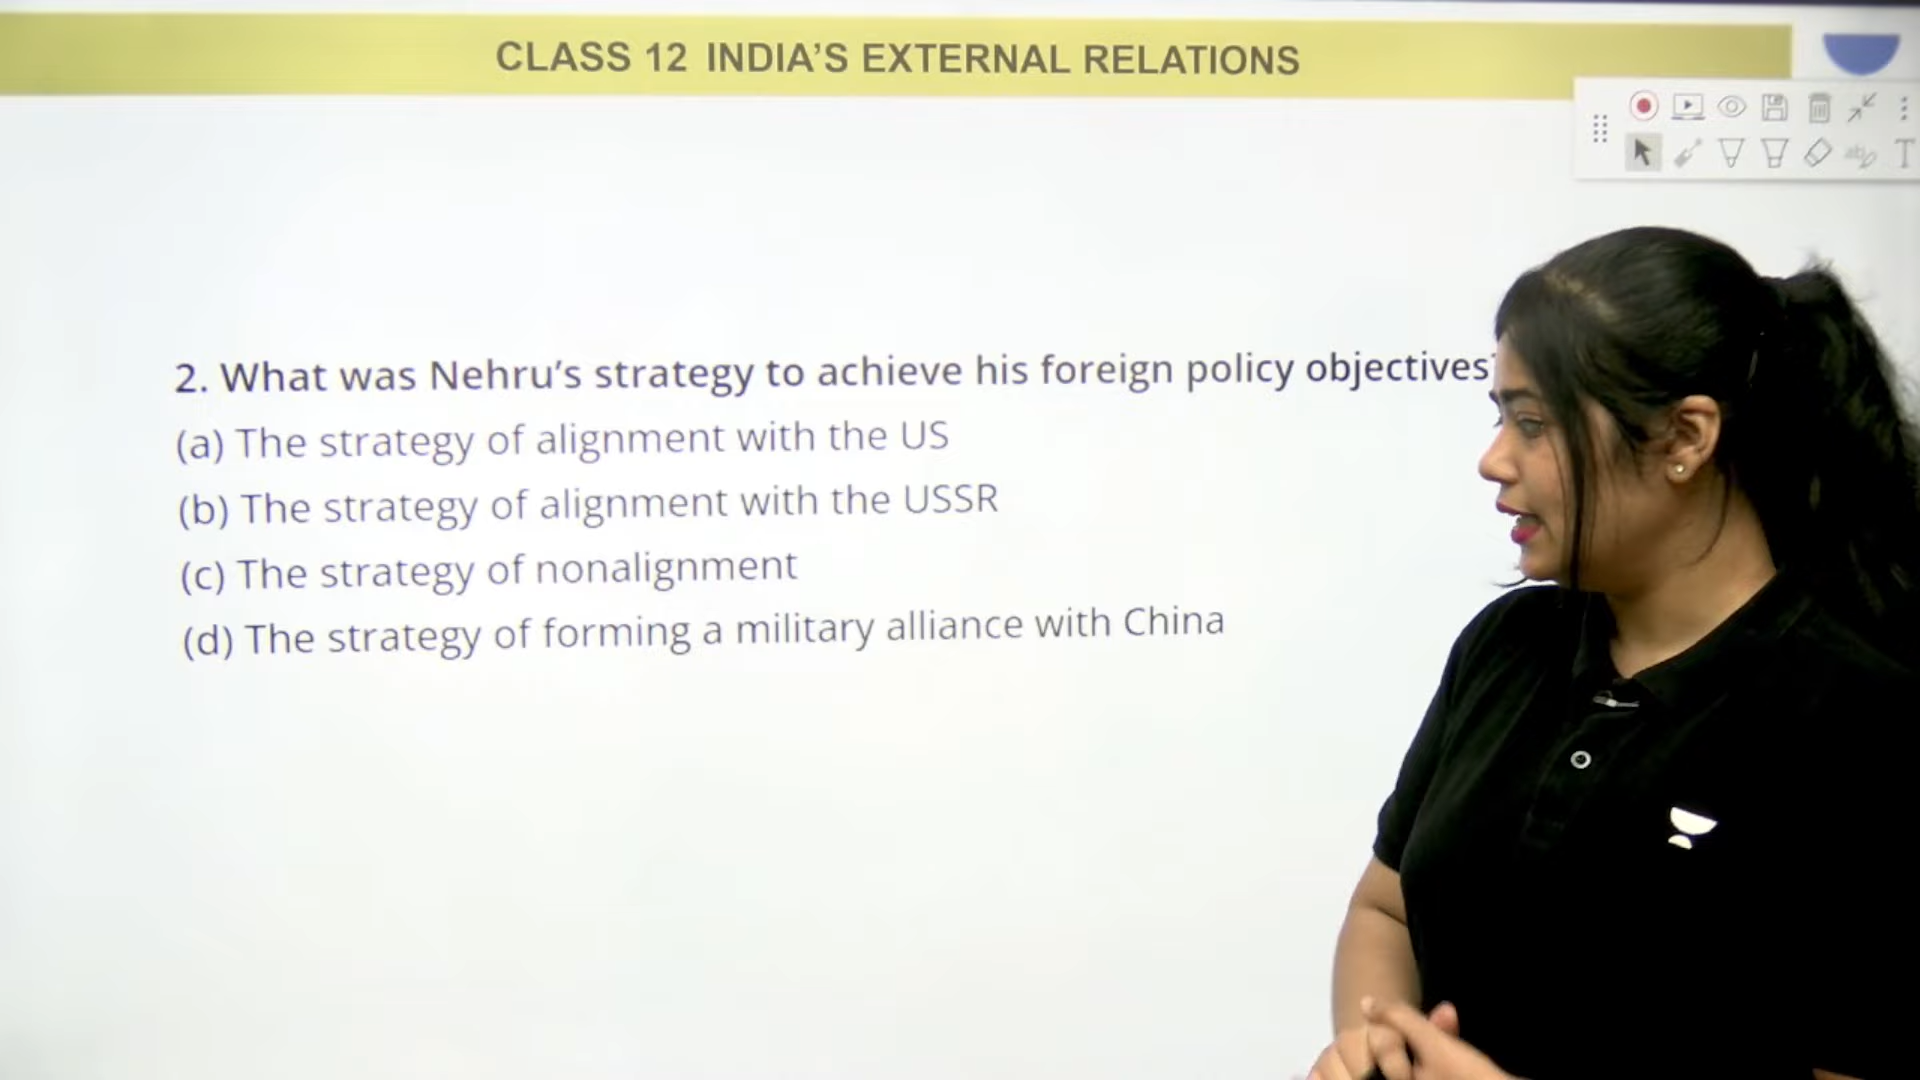 CLASS 12 INDIA’S EXTERNAL RELATIONS
2. What was Nehru’s strategy to achieve his foreign policy objectives?
(a) The strategy of alignment with the US
(b) The strategy of alignment with the USSR
(c) The strategy of nonalignment
(d) The strategy of forming a military alliance with China